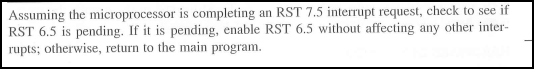 Assuming the microprocessor is completing an RST 7.5 interrupt request, check to see if
RST 6.5 is pending. If it is pending, enable RST 6.5 without affecting any other inter-
rupts; otherwise, return to the main program.